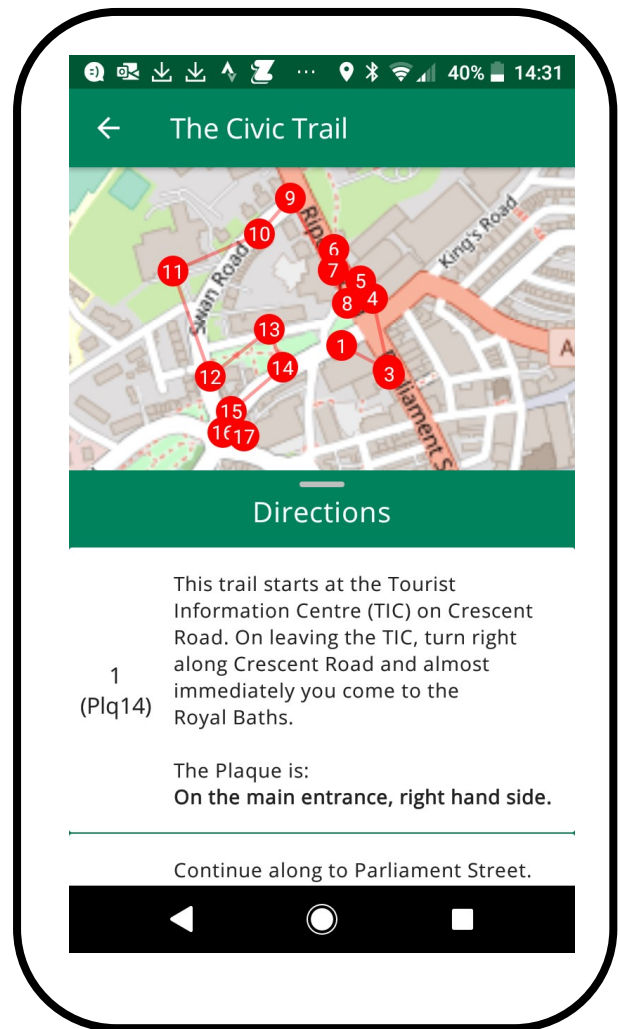 40% 14:31
The Civic Trail
9
10
11
6
7
5
8
4
King's Road
Swan Road
13
1
A
14
12
3
15
16
17
Directions
This trail starts at the Tourist
Information Centre (TIC) on Crescent
Road. On leaving the TIC, turn right
along Crescent Road and almost
1
immediately you come to the
(Plq14)
Royal Baths.
The Plaque is:
On the main entrance, right hand side.
Continue along to Parliament Street.